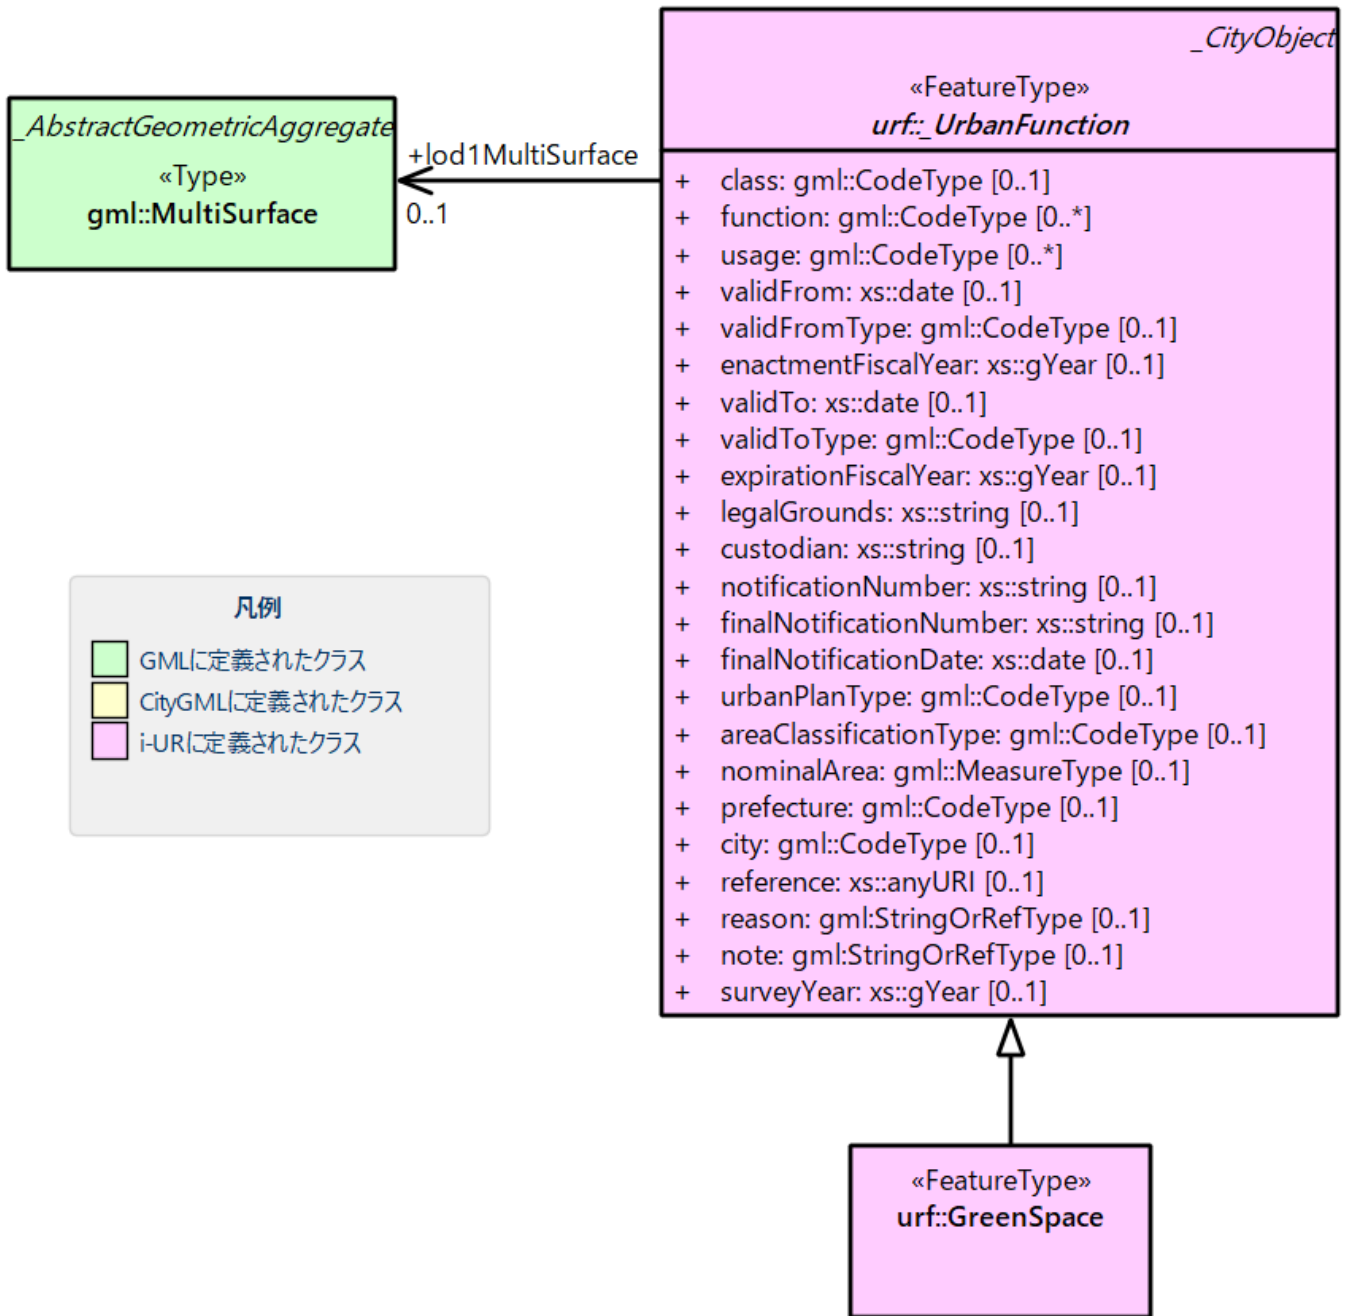 _CityObject
«FeatureType»
urf::_UrbanFunction
+ class: gml::CodeType [0..1]
+ function: gml::CodeType [0..*]
+ usage: gml::CodeType [0..*]
+ validFrom: xs::date [0..1]
+ validFromType: gml::CodeType [0..1]
+ enactmentFiscalYear: xs::gYear [0..1]
+ validTo: xs::date [0..1]
+ validToType: gml::CodeType [0..1]
+ expirationFiscalYear: xs::gYear [0..1]
+ legalGrounds: xs::string [0..1]
+ custodian: xs::string [0..1]
+ notificationNumber: xs::string [0..1]
+ finalNotificationNumber: xs::string [0..1]
+ finalNotificationDate: xs::date [0..1]
+ urbanPlanType: gml::CodeType [0..1]
+ areaClassificationType: gml::CodeType [0..1]
+ nominalArea: gml::MeasureType [0..1]
+ prefecture: gml::CodeType [0..1]
+ city: gml::CodeType [0..1]
+ reference: xs::anyURI [0..1]
+ reason: gml:StringOrRefType [0..1]
+ note: gml:StringOrRefType [0..1]
+ surveyYear: xs::gYear [0..1]
_AbstractGeometricAggregate
«Type»
gml::MultiSurface
+lod1MultiSurface
0..1
凡例
GMLに定義されたクラス
CityGMLに定義されたクラス
i-URに定義されたクラス
«FeatureType»
urf::GreenSpace